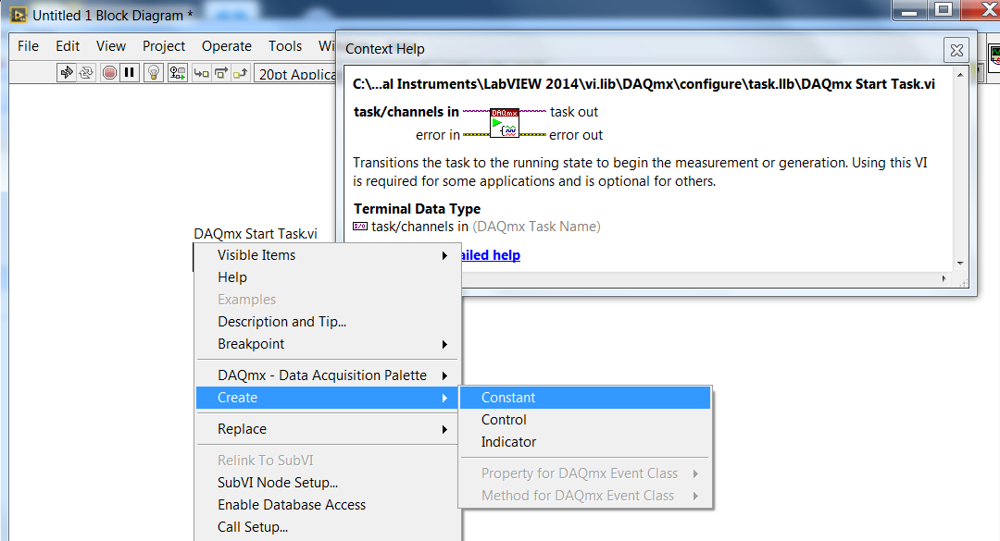 Untitled 1 Block Diagram *
File Edit View Project Operate Tools Wi
20pt Applica
Context Help
C:\...al Instruments\LabVIEW 2014\vi.lib\DAQmx\configure\task.llb\DAQmx Start Task.vi
task/channels in DAQmx task out
error in error out
Transitions the task to the running state to begin the measurement or generation. Using this VI
is required for some applications and is optional for others.
Terminal Data Type
I/O task/channels in (DAQmx Task Name)
ailed help
DAQmx Start Task.vi
Visible Items
Help
Examples
Description and Tip...
Breakpoint
DAQmx - Data Acquisition Palette
Create
Replace
Relink To SubVI
SubVI Node Setup...
Enable Database Access
Call Setup...
Constant
Control
Indicator
Property for DAQmx Event Class
Method for DAQmx Event Class